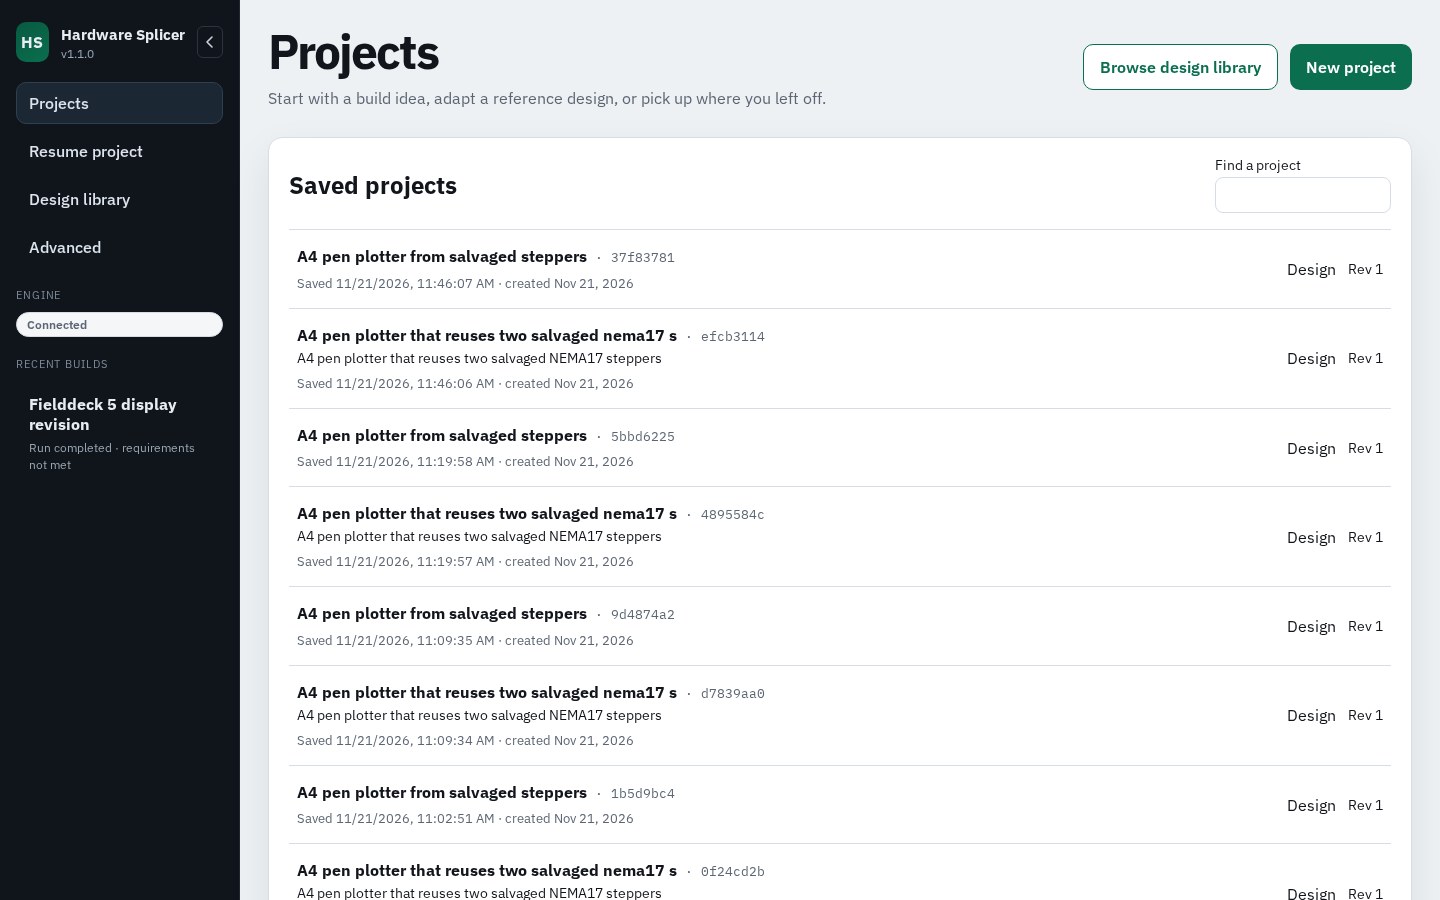 HS
Hardware Splicer
v1.1.0
Projects
Resume project
Design library
Advanced
ENGINE
Connected
RECENT BUILDS
Fielddeck 5 display
revision
Run completed · requirements
not met
Projects
Start with a build idea, adapt a reference design, or pick up where you left off.
Browse design library
New project
Saved projects
Find a project
A4 pen plotter from salvaged steppers · 37f83781
Saved 11/21/2026, 11:46:07 AM · created Nov 21, 2026
Design Rev 1
A4 pen plotter that reuses two salvaged nema17 s · efcb3114
A4 pen plotter that reuses two salvaged NEMA17 steppers
Saved 11/21/2026, 11:46:06 AM · created Nov 21, 2026
Design Rev 1
A4 pen plotter from salvaged steppers · 5bbd6225
Saved 11/21/2026, 11:19:58 AM · created Nov 21, 2026
Design Rev 1
A4 pen plotter that reuses two salvaged nema17 s · 4895584c
A4 pen plotter that reuses two salvaged NEMA17 steppers
Saved 11/21/2026, 11:19:57 AM · created Nov 21, 2026
Design Rev 1
A4 pen plotter from salvaged steppers · 9d4874a2
Saved 11/21/2026, 11:09:35 AM · created Nov 21, 2026
Design Rev 1
A4 pen plotter that reuses two salvaged nema17 s · d7839aa0
A4 pen plotter that reuses two salvaged NEMA17 steppers
Saved 11/21/2026, 11:09:34 AM · created Nov 21, 2026
Design Rev 1
A4 pen plotter from salvaged steppers · 1b5d9bc4
Saved 11/21/2026, 11:02:51 AM · created Nov 21, 2026
Design Rev 1
A4 pen plotter that reuses two salvaged nema17 s · 0f24cd2b
A4 pen plotter that reuses two salvaged NEMA17 steppers
Design Rev 1